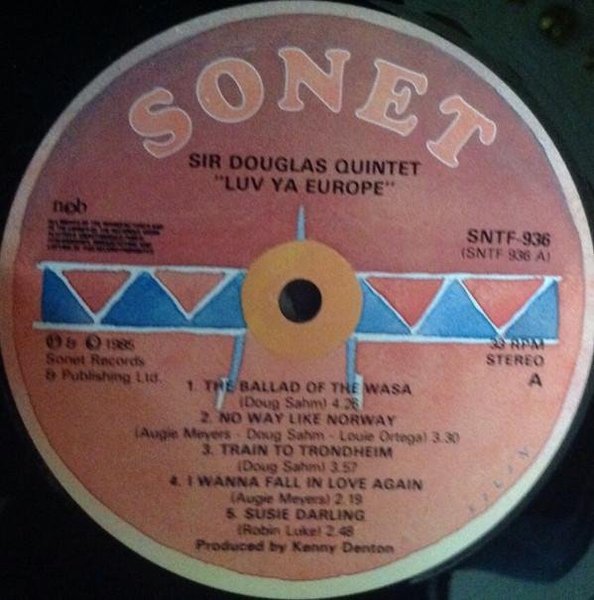 SONET
SIR DOUGLAS QUINTET
"LUV YA EUROPE"
n©b
SNTF-936
(SNTF 936 A)
℗ & © 1985
Sonet Records
& Publishing Ltd.
33 RPM
STEREO
A
1. THE BALLAD OF THE WASA
(Doug Sahm) 4.26
2. NO WAY LIKE NORWAY
(Augie Meyers - Doug Sahm - Louie Ortega) 3.30
3. TRAIN TO TRONDHEIM
(Doug Sahm) 3.57
4. I WANNA FALL IN LOVE AGAIN
(Augie Meyers) 2.19
5. SUSIE DARLING
(Robin Luke) 2.48
Produced by Kenny Denton